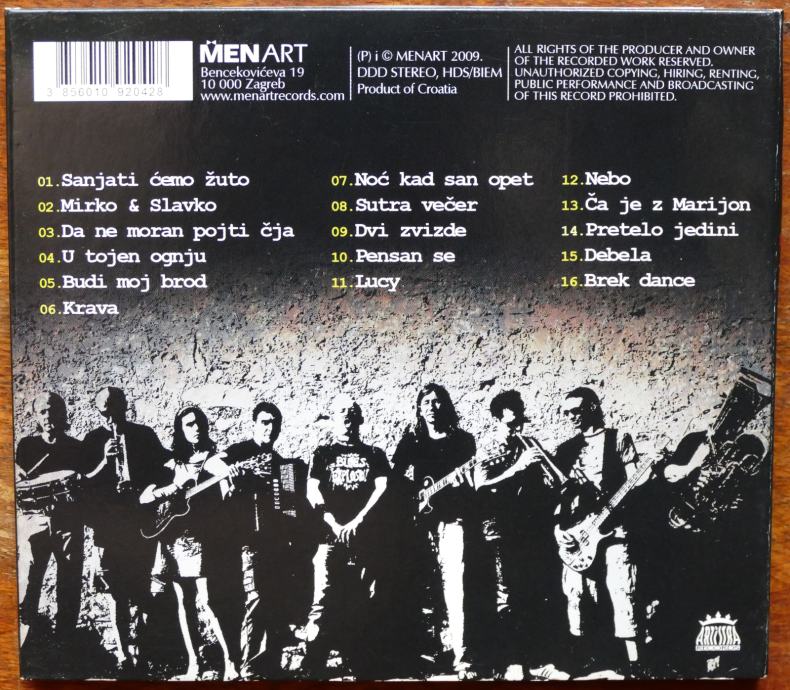 3 856010 920428
MENART
Bencekovićeva 19
10 000 Zagreb
www.menartrecords.com
(P) i © MENART 2009.
DDD STEREO, HDS/BIEM
Product of Croatia
ALL RIGHTS OF THE PRODUCER AND OWNER
OF THE RECORDED WORK RESERVED.
UNAUTHORIZED COPYING, HIRING, RENTING,
PUBLIC PERFORMANCE AND BROADCASTING
OF THIS RECORD PROHIBITED.
01.Sanjati ćemo žuto
02.Mirko & Slavko
03.Da ne moran pojti čja
04.U tojen ognju
05.Budi moj brod
06.Krava
07.Noć kad san opet
08.Sutra večer
09.Dvi zvizde
10.Pensan se
11.Lucy
12.Nebo
13.Ča je z Marijon
14.Pretelo jedini
15.Debela
16.Brek dance